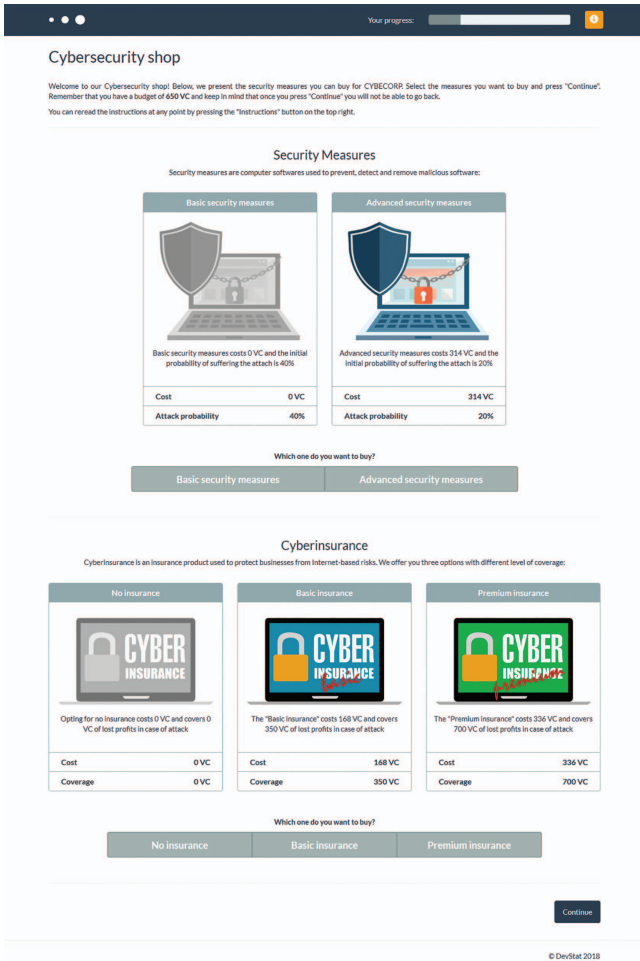 Your progress:
Cybersecurity shop
Welcome to our Cybersecurity shop! Below, we present the security measures you can buy for CYBECORP. Select the measures you want to buy and press "Continue".
Remember that you have a budget of 650 VC and keep in mind that once you press "Continue" you will not be able to go back.
You can reread the instructions at any point by pressing the "Instructions" button on the top right.
Security Measures
Security measures are computer softwares used to prevent, detect and remove malicious software:
Basic security measures
Advanced security measures
Basic security measures costs 0 VC and the initial
probability of suffering the attach is 40%
Advanced security measures costs 314 VC and the
initial probability of suffering the attach is 20%
Cost 0 VC
Attack probability 40%
Cost 314 VC
Attack probability 20%
Which one do you want to buy?
Basic security measures
Advanced security measures
Cyberinsurance
Cyberinsurance is an insurance product used to protect businesses from Internet-based risks. We offer you three options with different level of coverage:
No insurance
Basic insurance
Premium insurance
CYBER
INSURANCE
CYBER
INSURANCE
basic
CYBER
INSURANCE
premium
Opting for no insurance costs 0 VC and covers 0
VC of lost profits in case of attack
The "Basic insurance" costs 168 VC and covers
350 VC of lost profits in case of attack
The "Premium insurance" costs 336 VC and covers
700 VC of lost profits in case of attack
Cost 0 VC
Coverage 0 VC
Cost 168 VC
Coverage 350 VC
Cost 336 VC
Coverage 700 VC
Which one do you want to buy?
No insurance
Basic insurance
Premium insurance
Continue
© DevStat 2018